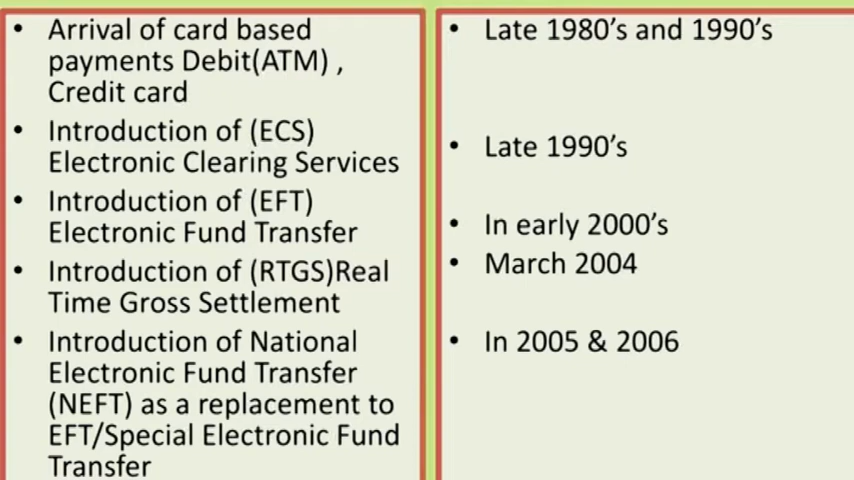 • Arrival of card based
payments Debit(ATM) ,
Credit card
• Introduction of (ECS)
Electronic Clearing Services
• Introduction of (EFT)
Electronic Fund Transfer
• Introduction of (RTGS)Real
Time Gross Settlement
• Introduction of National
Electronic Fund Transfer
(NEFT) as a replacement to
EFT/Special Electronic Fund
Transfer
• Late 1980's and 1990's
• Late 1990's
• In early 2000's
• March 2004
• In 2005 & 2006